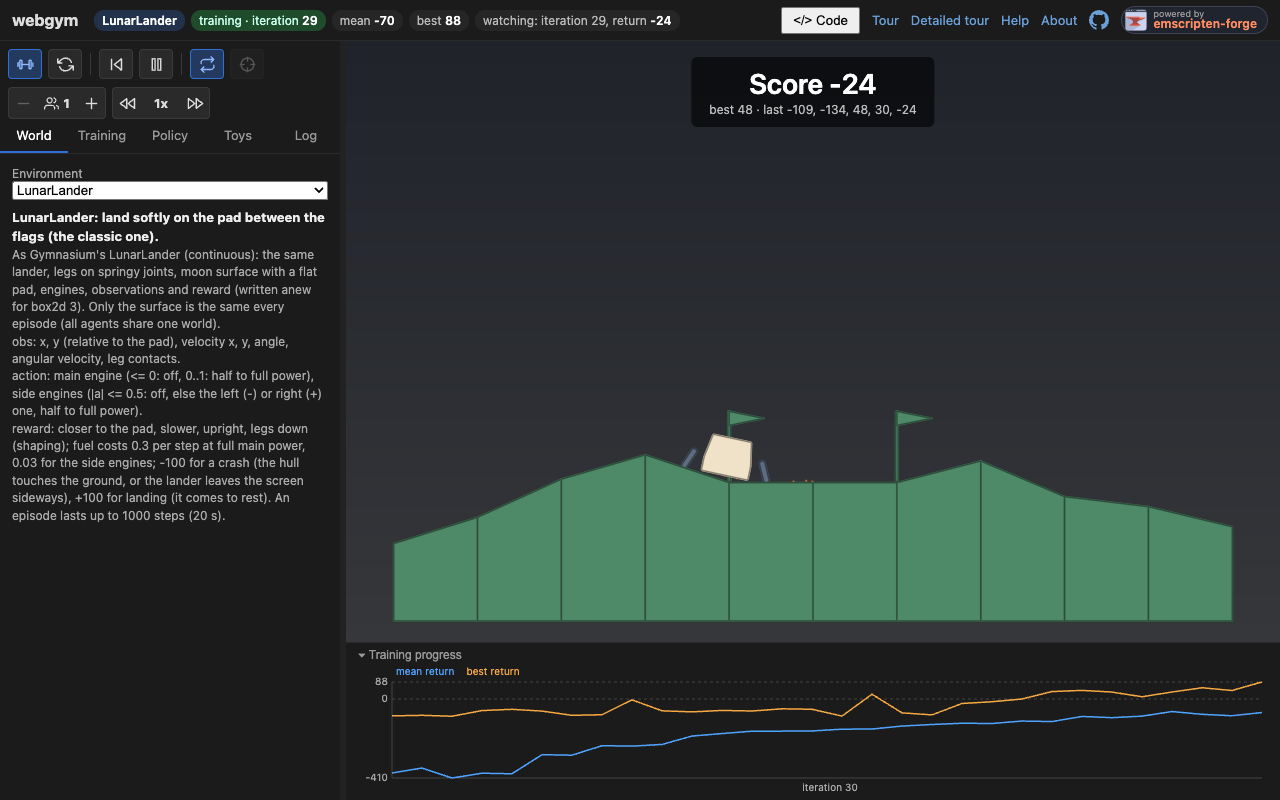 webgym LunarLander training · iteration 29 mean -70 best 88 watching: iteration 29, return -24 </> Code Tour Detailed tour Help About powered by emscripten-forge
1 1x
World Training Policy Toys Log
Environment
LunarLander
LunarLander: land softly on the pad between the
flags (the classic one).
As Gymnasium's LunarLander (continuous): the same
lander, legs on springy joints, moon surface with a flat
pad, engines, observations and reward (written anew
for box2d 3). Only the surface is the same every
episode (all agents share one world).
obs: x, y (relative to the pad), velocity x, y, angle,
angular velocity, leg contacts.
action: main engine (<= 0: off, 0..1: half to full power),
side engines (|a| <= 0.5: off, else the left (-) or right (+)
one, half to full power).
reward: closer to the pad, slower, upright, legs down
(shaping); fuel costs 0.3 per step at full main power,
0.03 for the side engines; -100 for a crash (the hull
touches the ground, or the lander leaves the screen
sideways), +100 for landing (it comes to rest). An
episode lasts up to 1000 steps (20 s).
Score -24
best 48 · last -109, -134, 48, 30, -24
Training progress
mean return best return
88
0
-410
Iteration 30